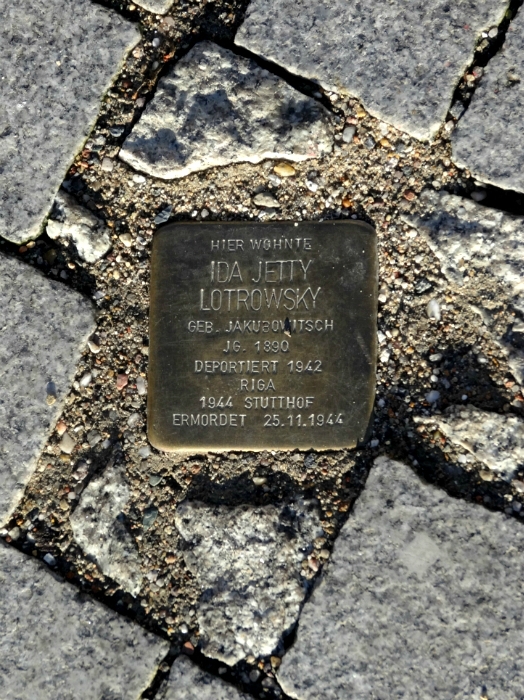 HIER WOHNTE
IDA JETTY
LOTROWSKY
GEB. JAKUBOWITSCH
JG. 1890
DEPORTIERT 1942
RIGA
1944 STUTTHOF
ERMORDET 25.11.1944